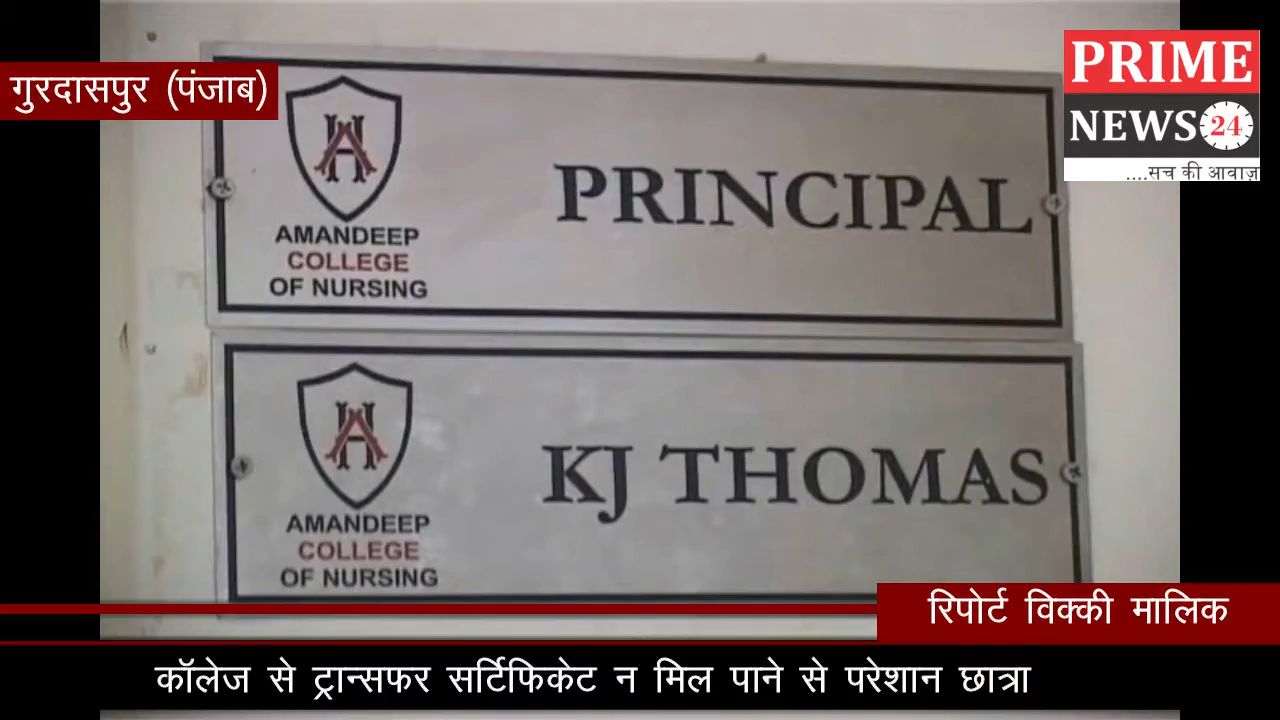 गुरदासपुर (पंजाब)
PRIME
NEWS 24
....सच की आवाज़
AMANDEEP
COLLEGE
OF NURSING
PRINCIPAL
AMANDEEP
COLLEGE
OF NURSING
KJ THOMAS
रिपोर्ट विक्की मालिक
कॉलेज से ट्रान्सफर सर्टिफिकेट न मिल पाने से परेशान छात्रा